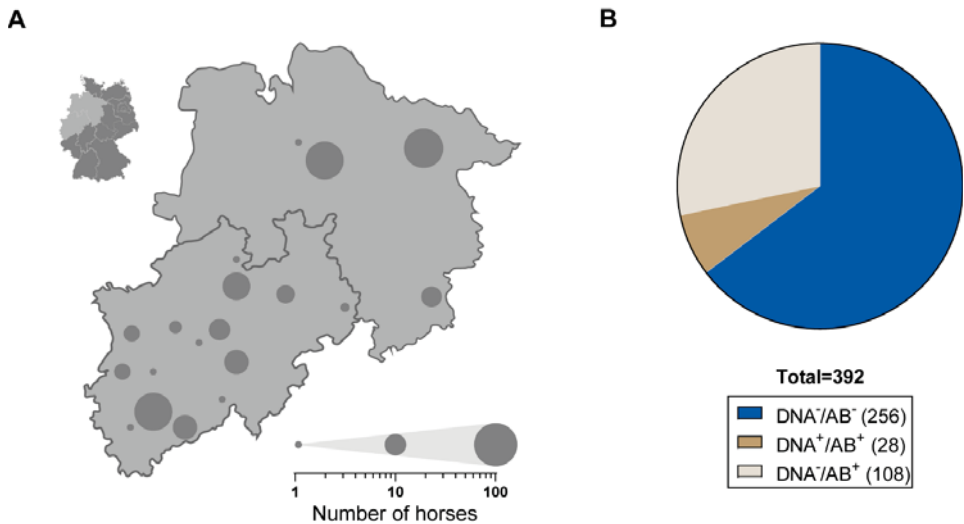 A
B
1
10
100
Number of horses
Total=392
DNA⁻/AB⁻ (256)
DNA⁺/AB⁺ (28)
DNA⁻/AB⁺ (108)